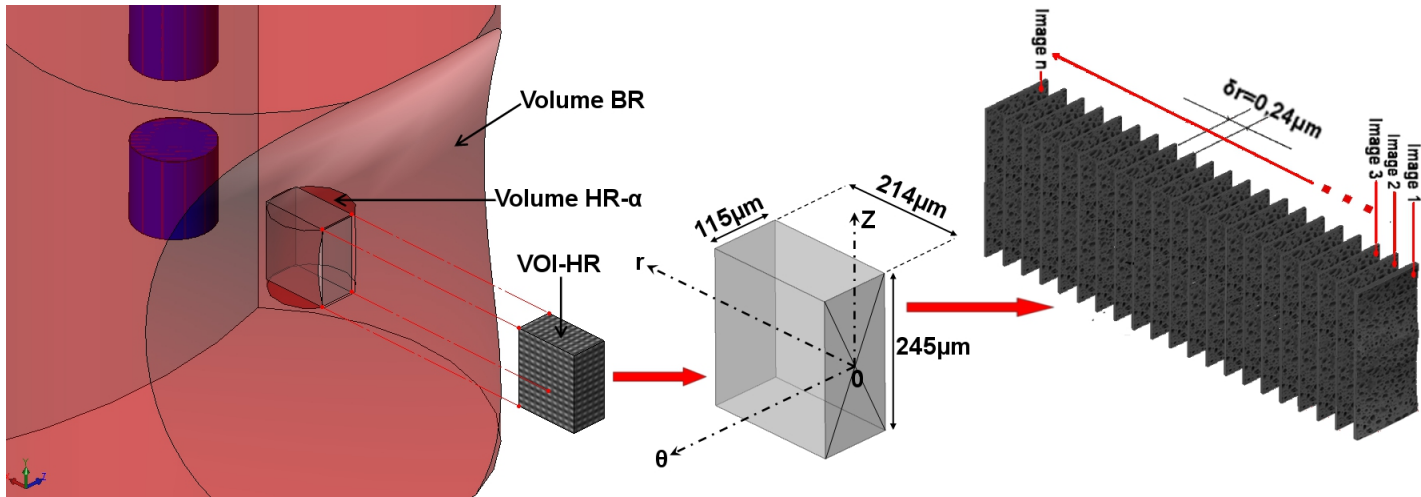 Volume BR
Volume HR-α
VOI-HR
115µm
214µm
Z
r
245µm
0
θ
Image n
δr=0,24µm
Image 3
Image 2
Image 1